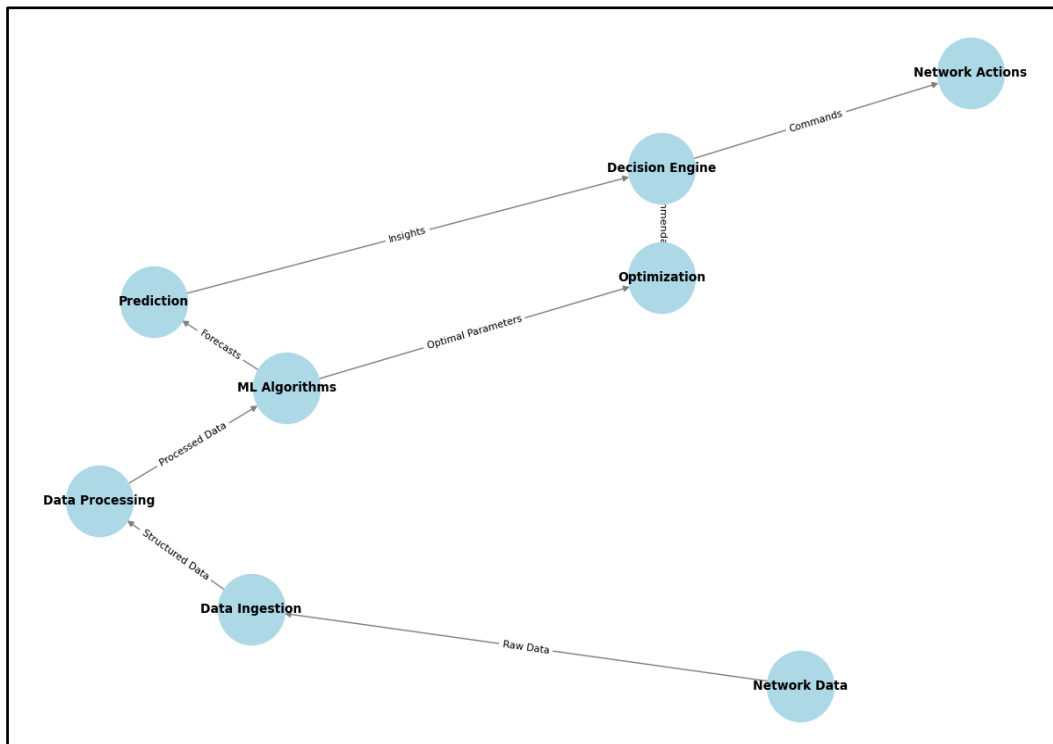 Network Actions
Commands
Decision Engine
Insights
Optimization
Prediction
Optimal Parameters
Forecasts
ML Algorithms
Processed Data
Data Processing
Structured Data
Data Ingestion
Raw Data
Network Data